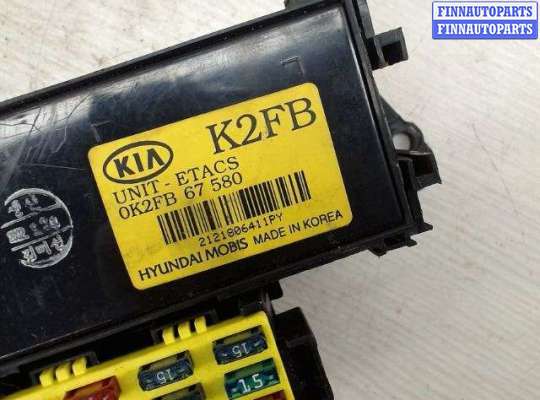 FINNAUTOPARTS
FINNAUTOPARTS
KIA
K2FB
UNIT - ETACS
0K2FB 67 580
2121806411PY
HYUNDAI MOBIS MADE IN KOREA
15
15
15